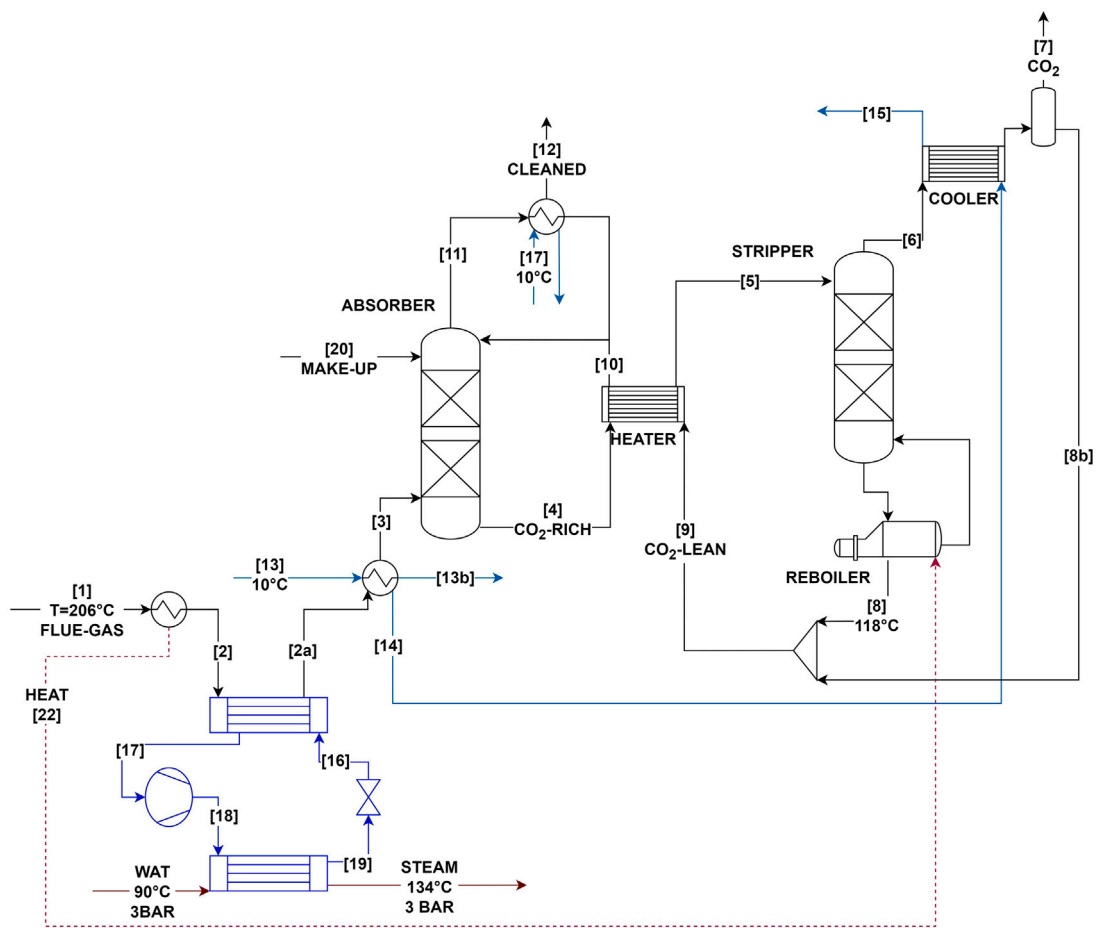 [7]
CO₂
[15]
COOLER
[12]
CLEANED
[6]
STRIPPER
[11]
[17]
10°C
[5]
ABSORBER
[20]
MAKE-UP
[10]
HEATER
[8b]
[4]
CO₂-RICH
[3]
[9]
CO₂-LEAN
[13]
10°C
[13b]
REBOILER
[1]
T=206°C
FLUE-GAS
[8]
118°C
[2]
[2a]
[14]
HEAT
[22]
[17]
[16]
[18]
[19]
WAT
90°C
3BAR
STEAM
134°C
3 BAR